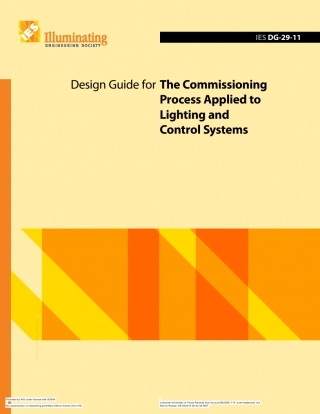 IES
Illuminating
ENGINEERING SOCIETY
IES DG-29-11
Design Guide for The Commissioning
Process Applied to
Lighting and
Control Systems